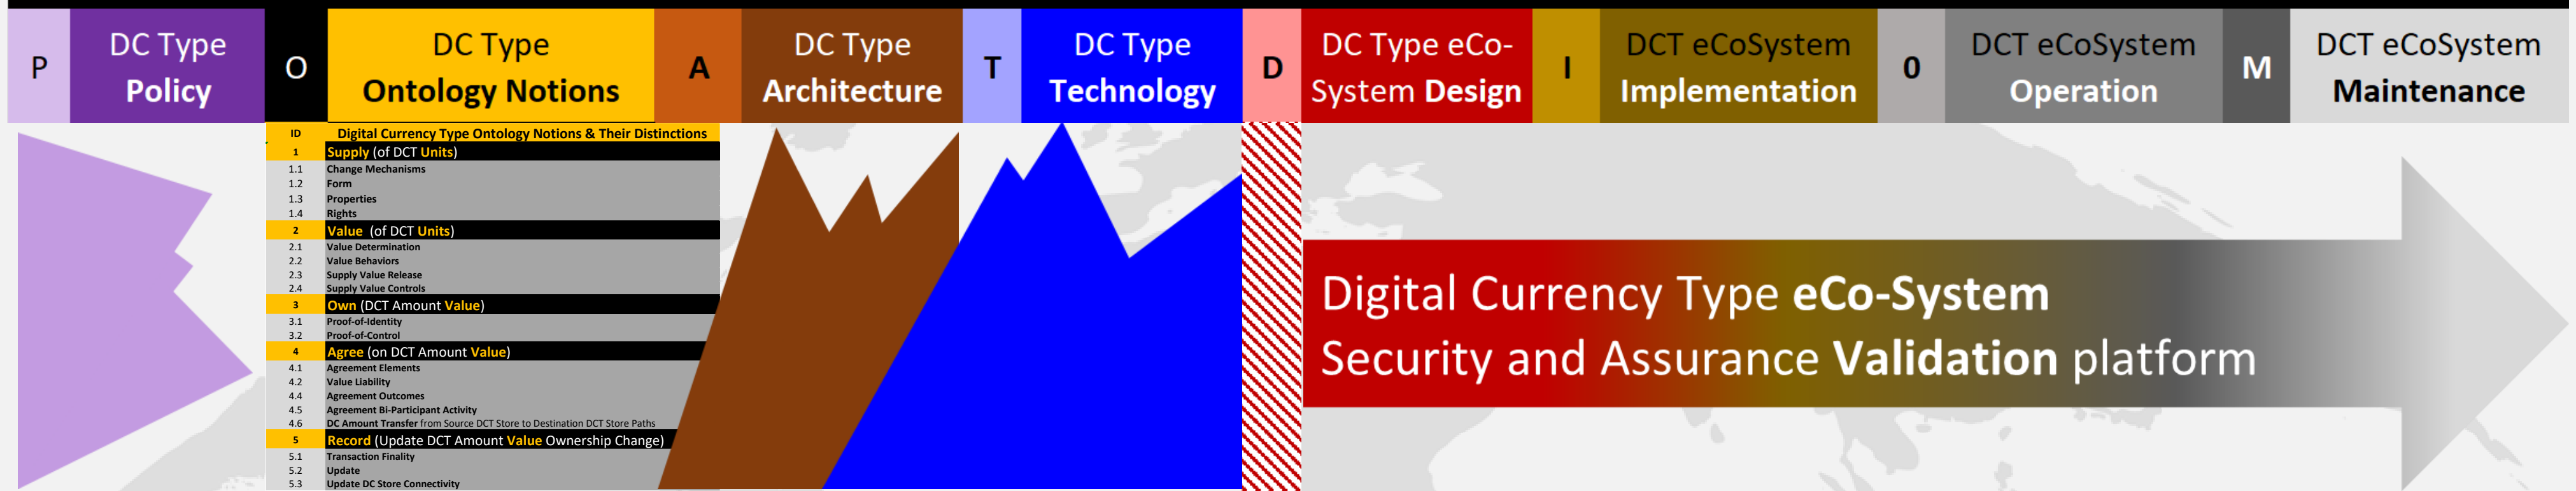 P
DC Type
Policy
O
DC Type
Ontology Notions
A
DC Type
Architecture
T
DC Type
Technology
D
DC Type eCo-
System Design
I
DCT eCoSystem
Implementation
0
DCT eCoSystem
Operation
M
DCT eCoSystem
Maintenance
ID Digital Currency Type Ontology Notions & Their Distinctions
1 Supply (of DCT Units)
1.1 Change Mechanisms
1.2 Form
1.3 Properties
1.4 Rights
2 Value (of DCT Units)
2.1 Value Determination
2.2 Value Behaviors
2.3 Supply Value Release
2.4 Supply Value Controls
3 Own (DCT Amount Value)
3.1 Proof-of-Identity
3.2 Proof-of-Control
4 Agree (on DCT Amount Value)
4.1 Agreement Elements
4.2 Value Liability
4.4 Agreement Outcomes
4.5 Agreement Bi-Participant Activity
4.6 DC Amount Transfer from Source DCT Store to Destination DCT Store Paths
5 Record (Update DCT Amount Value Ownership Change)
5.1 Transaction Finality
5.2 Update
5.3 Update DC Store Connectivity
Digital Currency Type eCo-System
Security and Assurance Validation platform